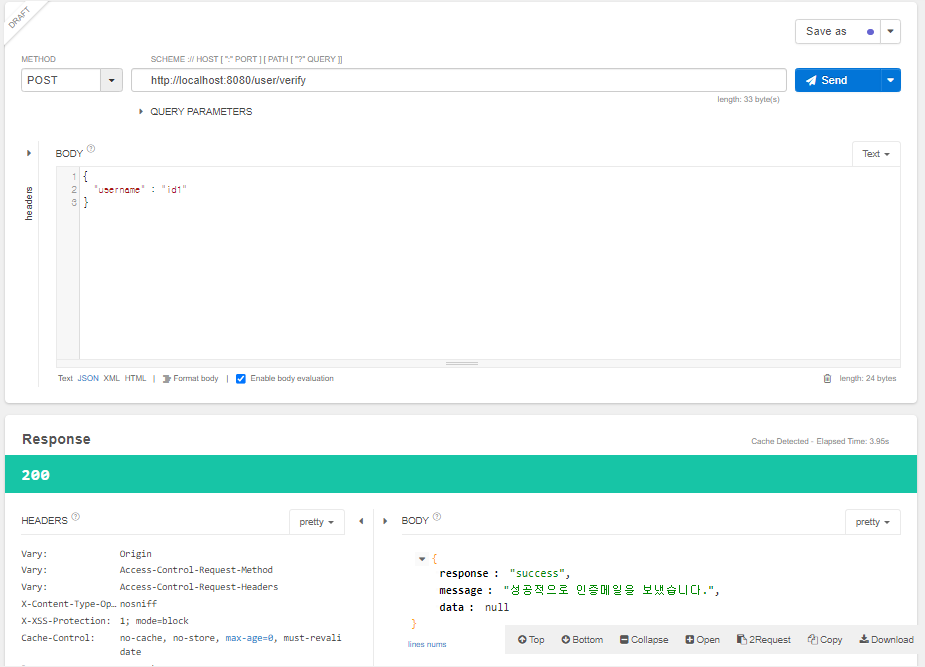 DRAFT
Save as
METHOD
SCHEME :// HOST [ ":" PORT ] [ PATH [ "?" QUERY ]]
POST
http://localhost:8080/user/verify
Send
length: 33 byte(s)
QUERY PARAMETERS
BODY
Text
headers
1 {
2 "username" : "id1"
3 }
Text JSON XML HTML | Format body | Enable body evaluation
length: 24 bytes
Response
Cache Detected - Elapsed Time: 3.95s
200
HEADERS
pretty
BODY
pretty
Vary: Origin
Vary: Access-Control-Request-Method
Vary: Access-Control-Request-Headers
X-Content-Type-Op… nosniff
X-XSS-Protection: 1; mode=block
Cache-Control: no-cache, no-store, max-age=0, must-revali
date
{
response : "success",
message : "성공적으로 인증메일을 보냈습니다.",
data : null
}
lines nums
Top Bottom Collapse Open 2Request Copy Download